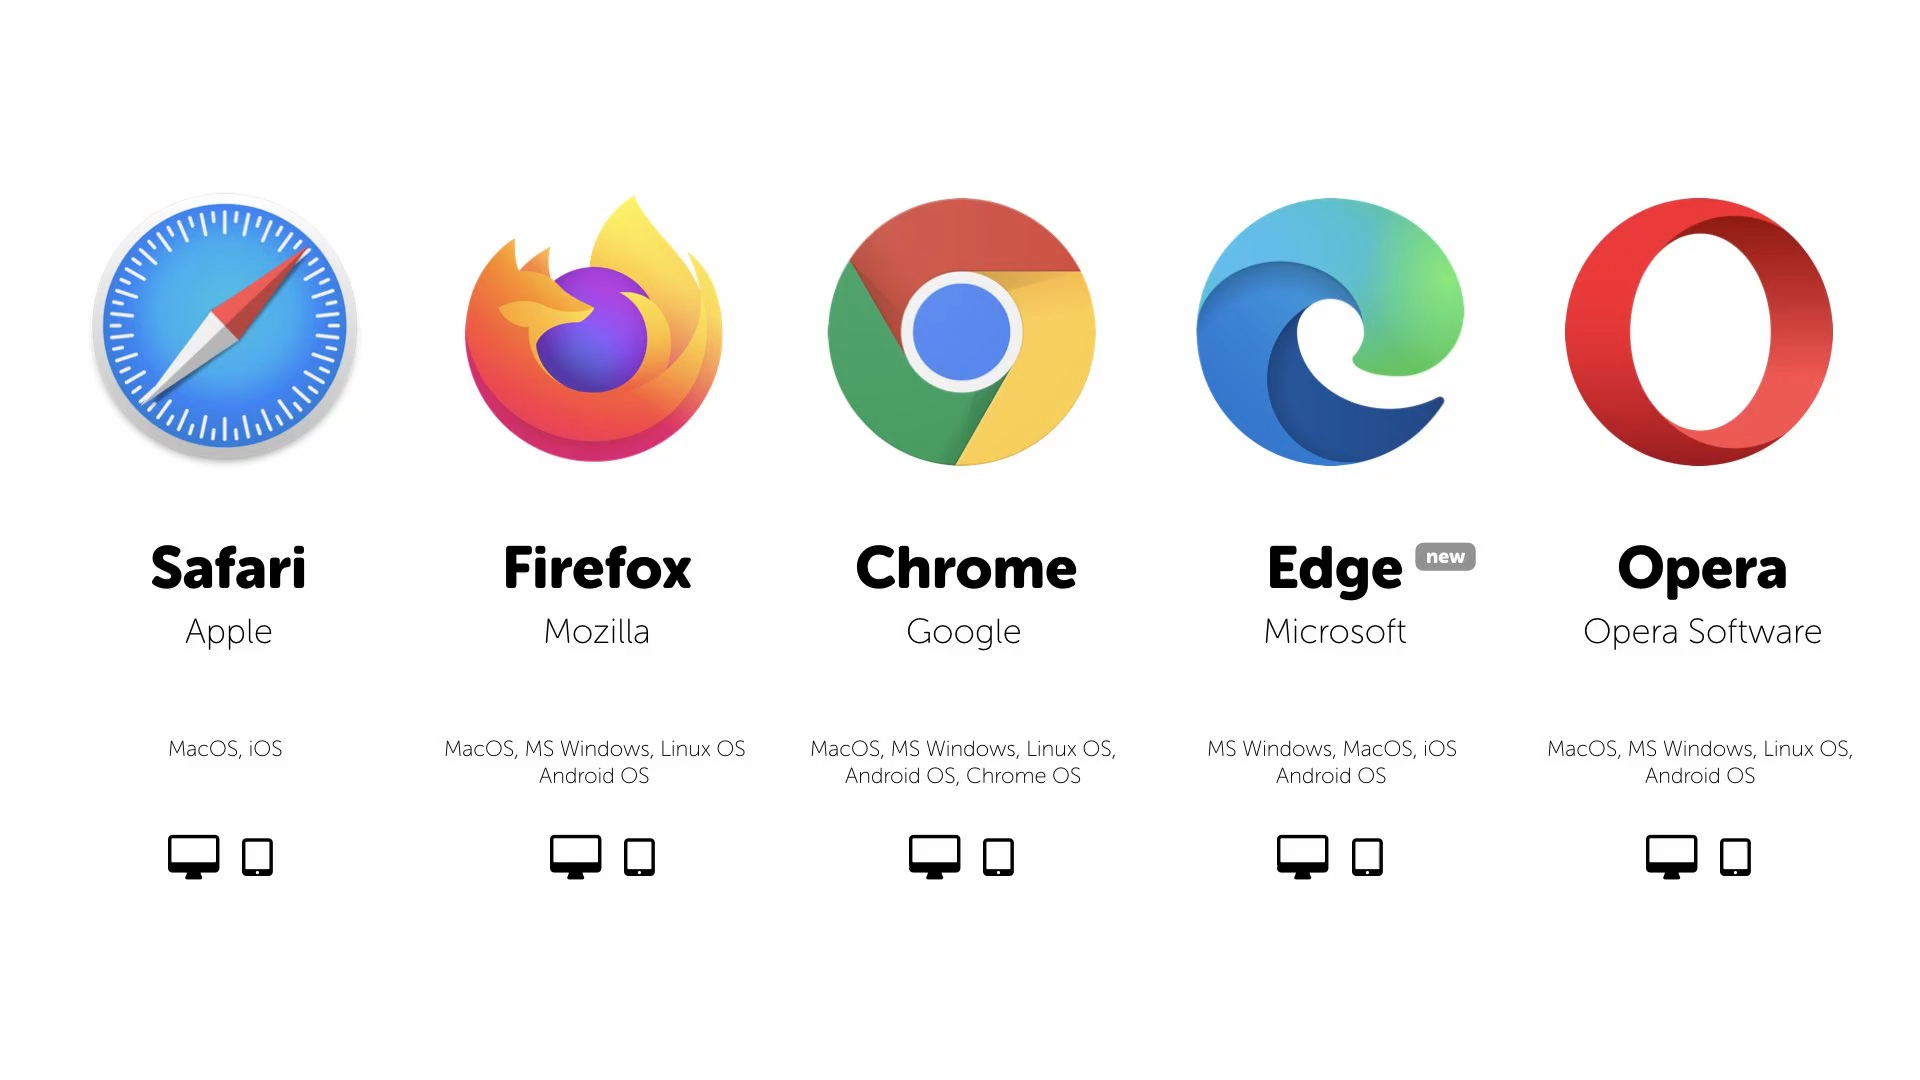 Safari
Apple
MacOS, iOS
Firefox
Mozilla
MacOS, MS Windows, Linux OS
Android OS
Chrome
Google
MacOS, MS Windows, Linux OS,
Android OS, Chrome OS
Edge new
Microsoft
MS Windows, MacOS, iOS
Android OS
Opera
Opera Software
MacOS, MS Windows, Linux OS,
Android OS